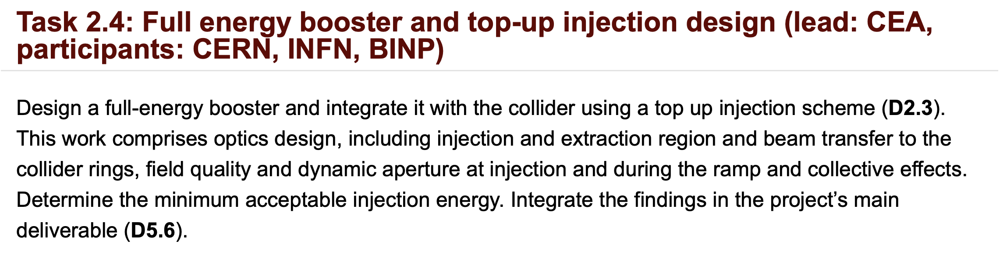 Task 2.4: Full energy booster and top-up injection design (lead: CEA,
participants: CERN, INFN, BINP)
Design a full-energy booster and integrate it with the collider using a top up injection scheme (D2.3).
This work comprises optics design, including injection and extraction region and beam transfer to the
collider rings, field quality and dynamic aperture at injection and during the ramp and collective effects.
Determine the minimum acceptable injection energy. Integrate the findings in the project’s main
deliverable (D5.6).